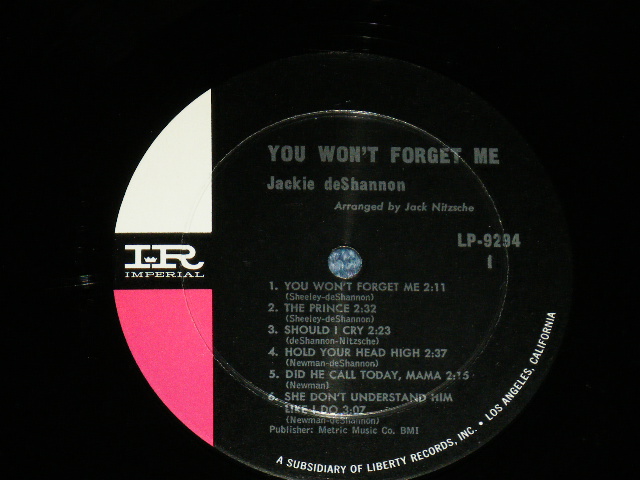 YOU WON'T FORGET ME
Jackie deShannon
Arranged by Jack Nitzsche
LP-9294
1
IR
IMPERIAL
1. YOU WON'T FORGET ME 2:11
(Sheeley-deShannon)
2. THE PRINCE 2:32
(Sheeley-deShannon)
3. SHOULD I CRY 2:23
(deShannon-Nitzsche)
4. HOLD YOUR HEAD HIGH 2:37
(Newman-deShannon)
5. DID HE CALL TODAY, MAMA 2:15
(Newman)
6. SHE DON'T UNDERSTAND HIM
LIKE I DO 3:07
(Newman-deShannon)
Publisher: Metric Music Co. BMI
A SUBSIDIARY OF LIBERTY RECORDS, INC. • LOS ANGELES, CALIFORNIA